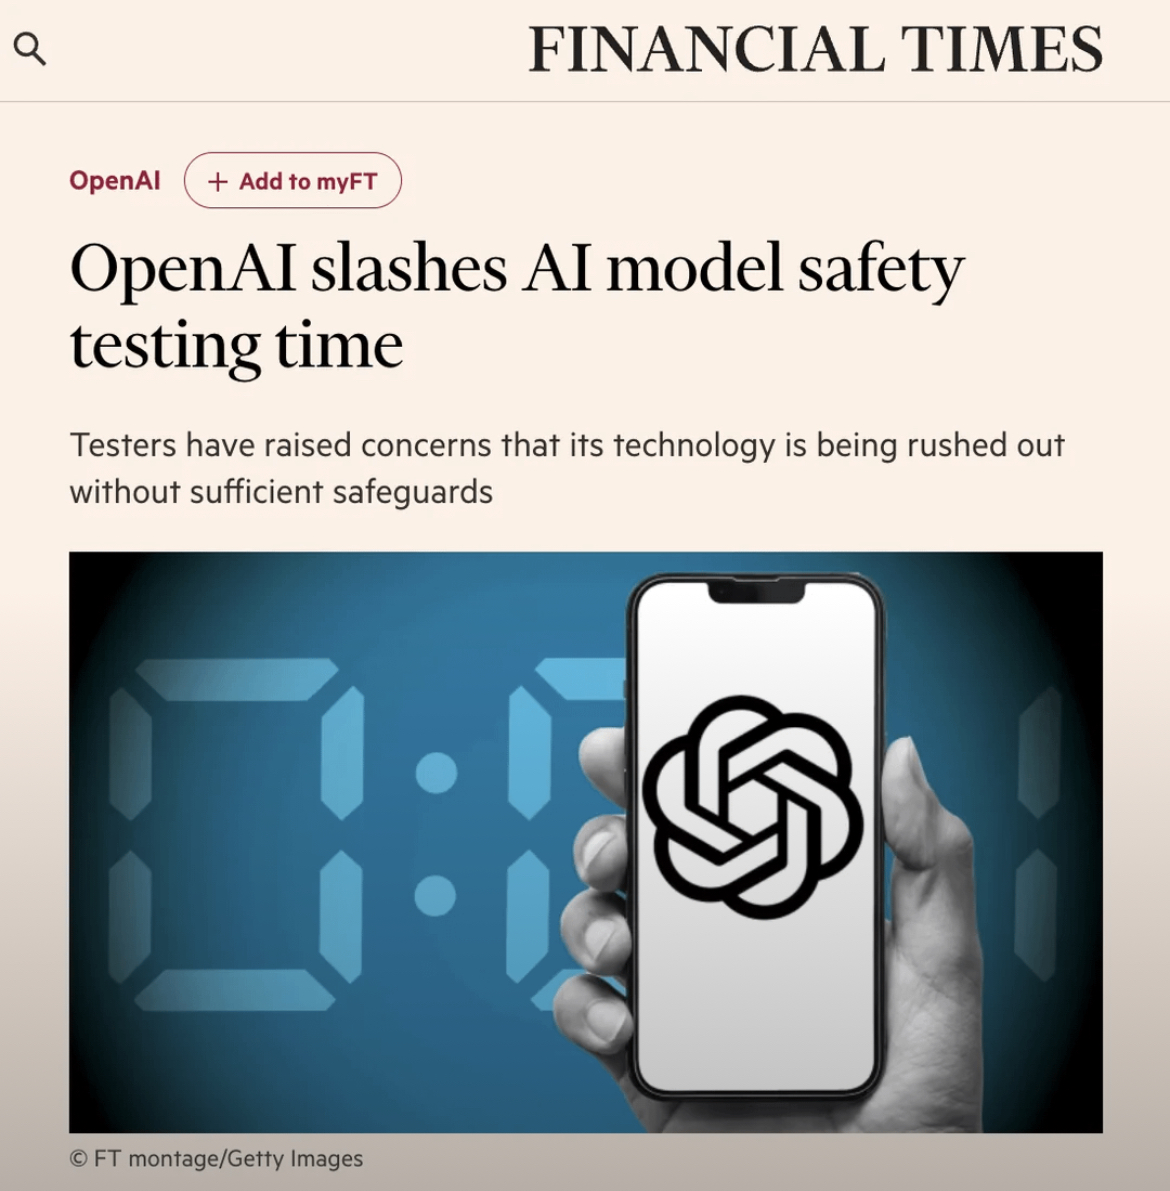 FINANCIAL TIMES
OpenAI
+ Add to myFT
OpenAI slashes AI model safety
testing time
Testers have raised concerns that its technology is being rushed out
without sufficient safeguards
© FT montage/Getty Images